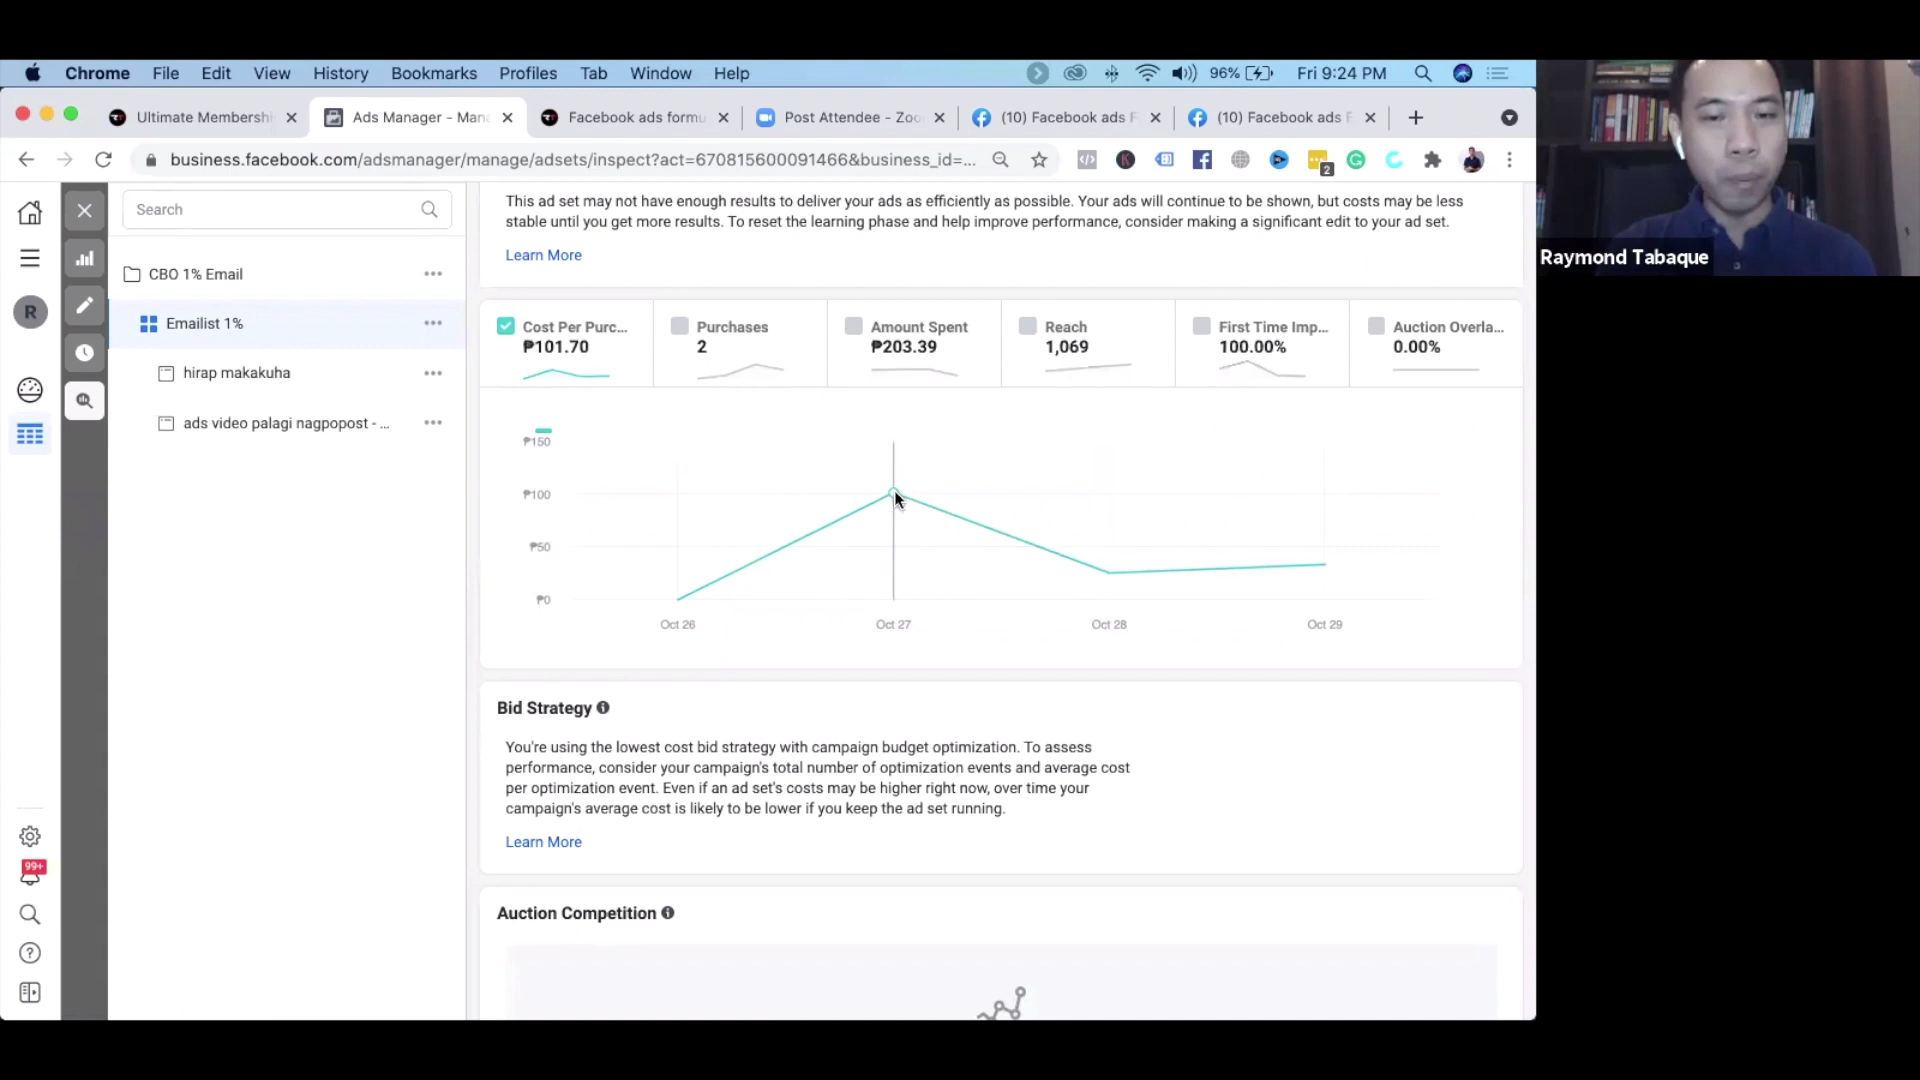 Chrome File Edit View History Bookmarks Profiles Tab Window Help 96% Fri 9:24 PM
Ultimate Membershi Ads Manager - Mana Facebook ads formu Post Attendee - Zoo (10) Facebook ads F (10) Facebook ads F
business.facebook.com/adsmanager/manage/adsets/inspect?act=670815600091466&business_id=... 2
Search
R
CBO 1% Email
Emailist 1%
hirap makakuha
ads video palagi nagpopost - ...
99+
This ad set may not have enough results to deliver your ads as efficiently as possible. Your ads will continue to be shown, but costs may be less
stable until you get more results. To reset the learning phase and help improve performance, consider making a significant edit to your ad set.
Learn More
Cost Per Purc... Purchases Amount Spent Reach First Time Imp... Auction Overla...
₱101.70 2 ₱203.39 1,069 100.00% 0.00%
₱150
₱100
₱50
₱0
Oct 26 Oct 27 Oct 28 Oct 29
Bid Strategy
You're using the lowest cost bid strategy with campaign budget optimization. To assess
performance, consider your campaign's total number of optimization events and average cost
per optimization event. Even if an ad set's costs may be higher right now, over time your
campaign's average cost is likely to be lower if you keep the ad set running.
Learn More
Auction Competition
Raymond Tabaque